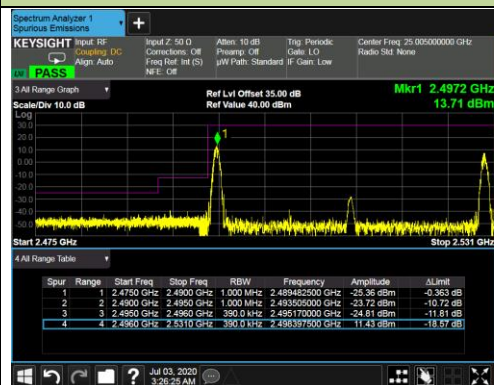 Spectrum Analyzer 1
Spurious Emissions
+
KEYSIGHT Input: RF Input Z: 50 Ω Atten: 10 dB Trig: Periodic Center Freq: 25.005000000 GHz
Coupling: DC Corrections: Off Preamp: Off Gate: LO Radio Std: None
Align: Auto Freq Ref: Int (S) µW Path: Standard IF Gain: Low
NFE: Off
LXI PASS
3 All Range Graph Ref Lvl Offset 35.00 dB Mkr1 2.4972 GHz
Scale/Div 10.0 dB Ref Value 40.00 dBm 13.71 dBm
Log
30.0
20.0
10.0
0.00
-10.0
-20.0
-30.0
-40.0
-50.0
1
Start 2.475 GHz Stop 2.531 GHz
4 All Range Table
Spur Range Start Freq Stop Freq RBW Frequency Amplitude ΔLimit
1 1 2.4750 GHz 2.4900 GHz 1.000 MHz 2.489482500 GHz -25.36 dBm -0.363 dB
2 2 2.4900 GHz 2.4950 GHz 1.000 MHz 2.493505000 GHz -23.72 dBm -10.72 dB
3 3 2.4950 GHz 2.4960 GHz 390.0 kHz 2.495170000 GHz -24.81 dBm -11.81 dB
4 4 2.4960 GHz 2.5310 GHz 390.0 kHz 2.498397500 GHz 11.43 dBm -18.57 dB
? Jul 03, 2020
3:26:25 AM